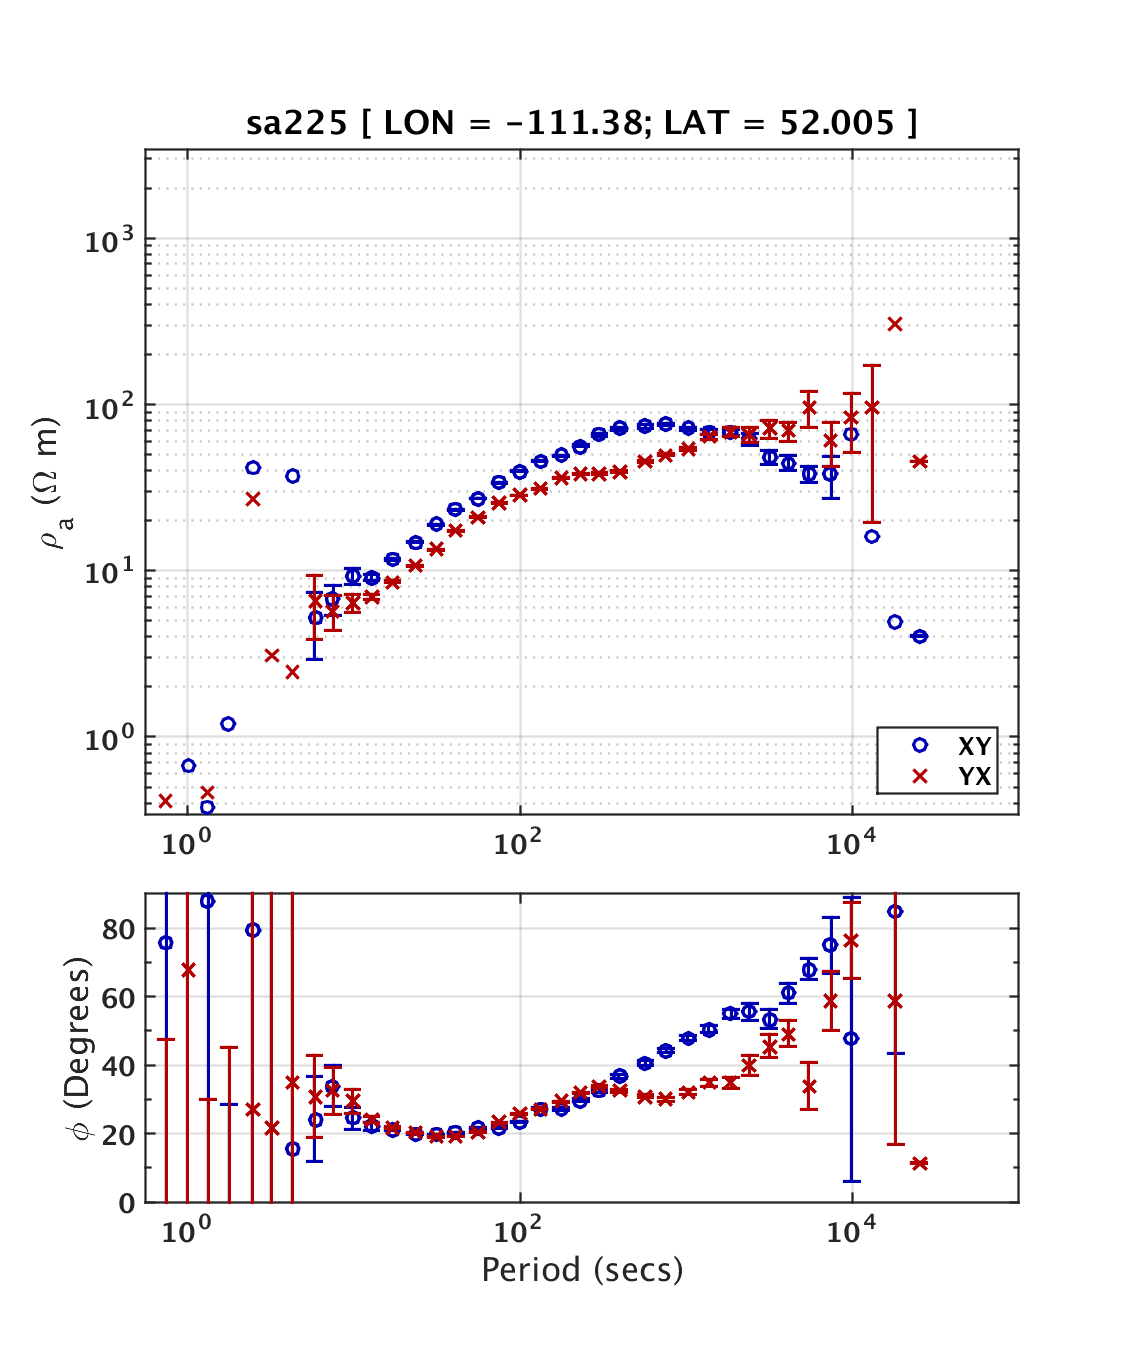 sa225 [ LON = -111.38; LAT = 52.005 ]
10³
10²
10¹
10⁰
ρa (Ω m)
XY
YX
10⁰ 10² 10⁴
80
60
40
20
0
ϕ (Degrees)
10⁰ 10² 10⁴
Period (secs)